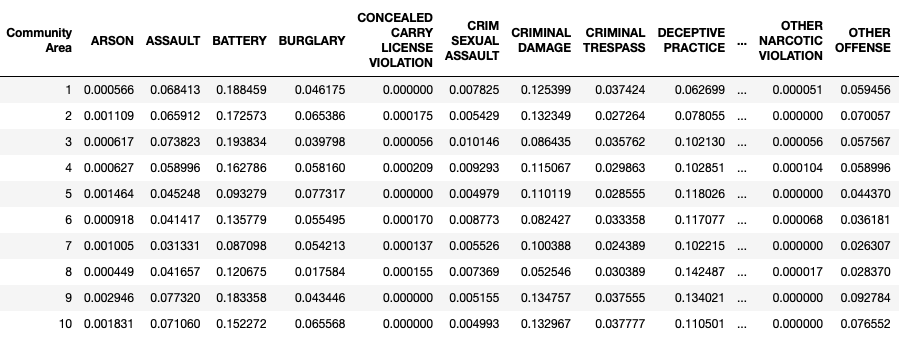 Community Area ARSON ASSAULT BATTERY BURGLARY CONCEALED CARRY LICENSE VIOLATION CRIM SEXUAL ASSAULT CRIMINAL DAMAGE CRIMINAL TRESPASS DECEPTIVE PRACTICE ... OTHER NARCOTIC VIOLATION OTHER OFFENSE
1 0.000566 0.068413 0.188459 0.046175 0.000000 0.007825 0.125399 0.037424 0.062699 ... 0.000051 0.059456
2 0.001109 0.065912 0.172573 0.065386 0.000175 0.005429 0.132349 0.027264 0.078055 ... 0.000000 0.070057
3 0.000617 0.073823 0.193834 0.039798 0.000056 0.010146 0.086435 0.035762 0.102130 ... 0.000056 0.057567
4 0.000627 0.058996 0.162786 0.058160 0.000209 0.009293 0.115067 0.029863 0.102851 ... 0.000104 0.058996
5 0.001464 0.045248 0.093279 0.077317 0.000000 0.004979 0.110119 0.028555 0.118026 ... 0.000000 0.044370
6 0.000918 0.041417 0.135779 0.055495 0.000170 0.008773 0.082427 0.033358 0.117077 ... 0.000068 0.036181
7 0.001005 0.031331 0.087098 0.054213 0.000137 0.005526 0.100388 0.024389 0.102215 ... 0.000000 0.026307
8 0.000449 0.041657 0.120675 0.017584 0.000155 0.007369 0.052546 0.030389 0.142487 ... 0.000017 0.028370
9 0.002946 0.077320 0.183358 0.043446 0.000000 0.005155 0.134757 0.037555 0.134021 ... 0.000000 0.092784
10 0.001831 0.071060 0.152272 0.065568 0.000000 0.004993 0.132967 0.037777 0.110501 ... 0.000000 0.076552